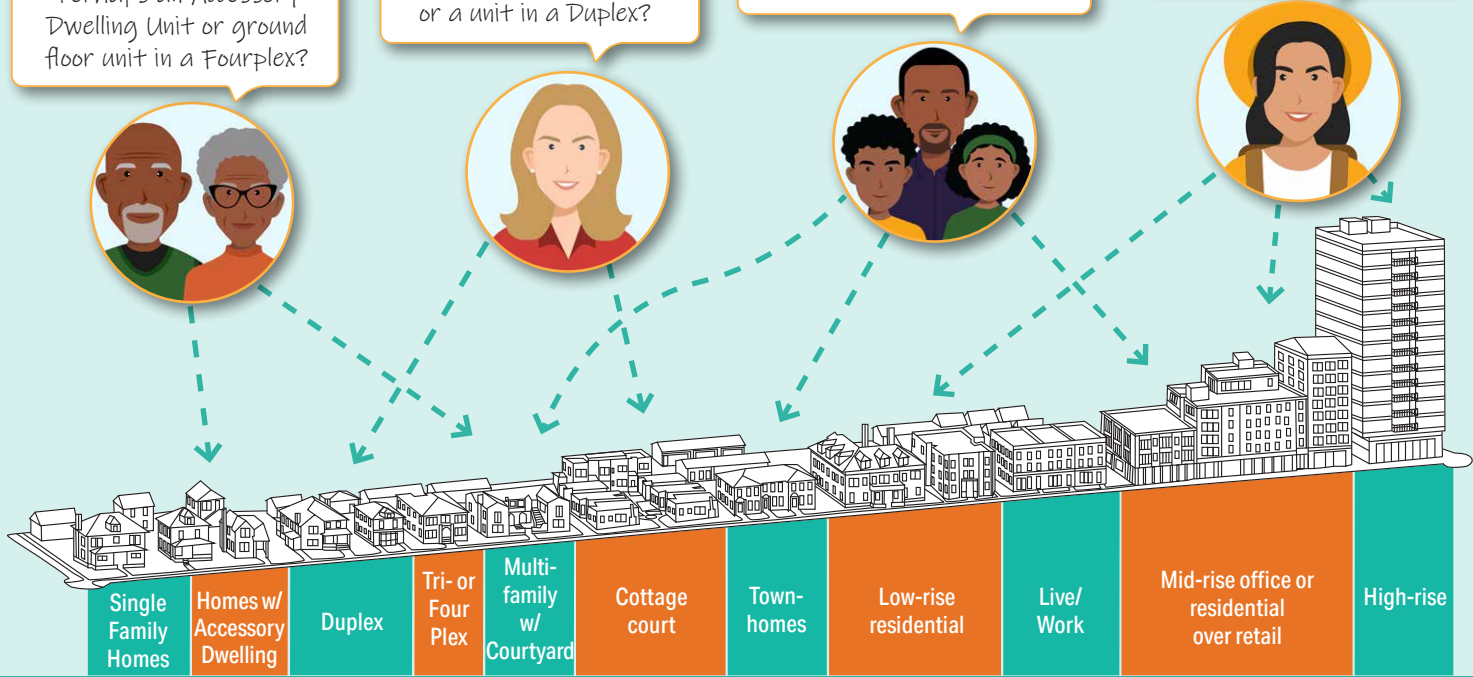 Dwelling Unit or ground
floor unit in a Fourplex?
or a unit in a Duplex?
Single
Family
Homes
Homes w/
Accessory
Dwelling
Duplex
Tri- or
Four
Plex
Multi-
family
w/
Courtyard
Cottage
court
Town-
homes
Low-rise
residential
Live/
Work
Mid-rise office or
residential
over retail
High-rise